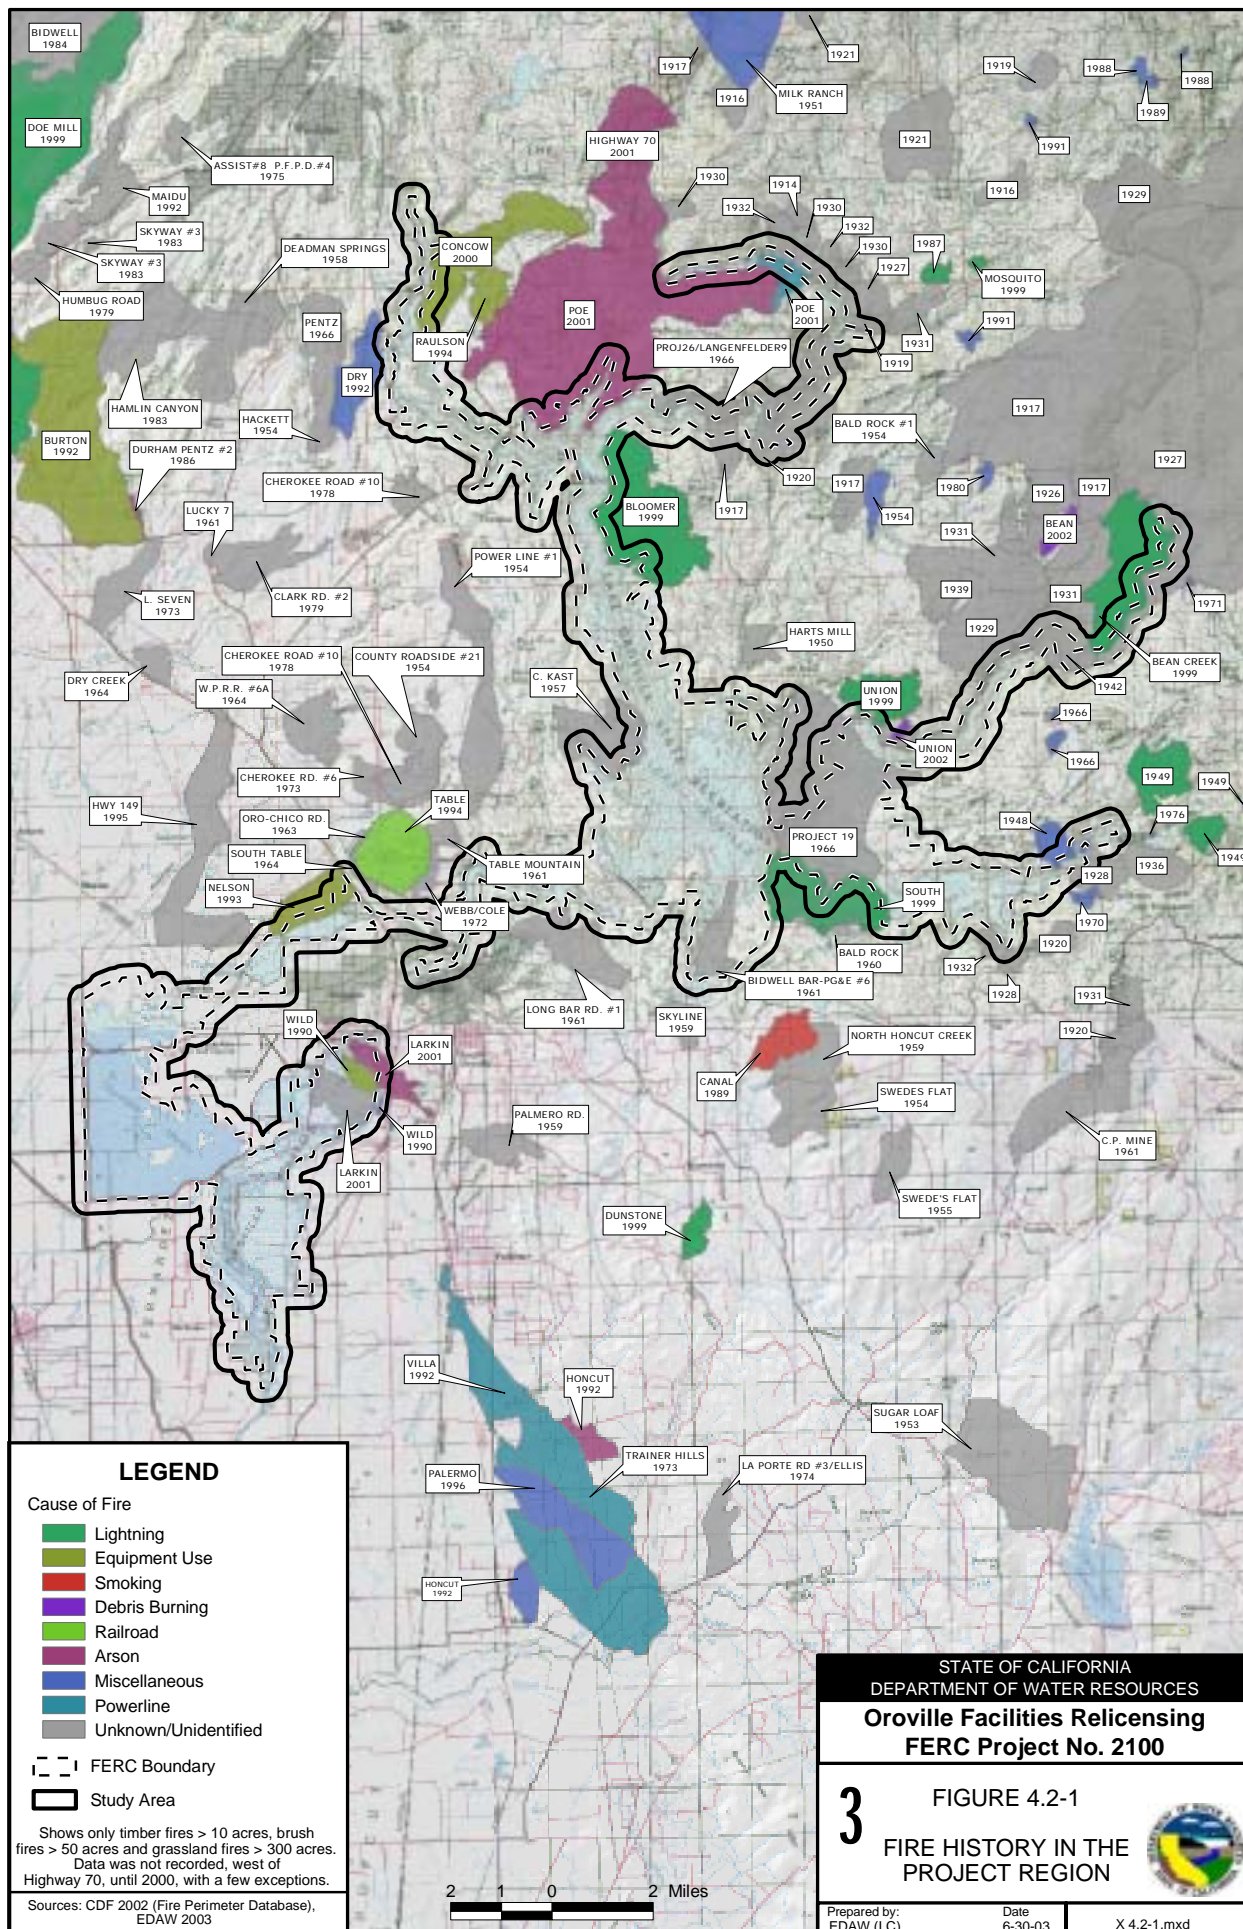 BIDWELL
1984
1917
1921
1919
1988
1988
1989
1916
MILK RANCH
1951
DOE MILL
1999
HIGHWAY 70
2001
1921
1991
ASSIST#8 P.F.P.D.#4
1975
MAIDU
1992
1930
1914
1916
1929
1932
1930
1932
SKYWAY #3
1983
SKYWAY #3
1983
DEADMAN SPRINGS
1958
CONCOW
2000
1930
1987
1927
MOSQUITO
1999
HUMBUG ROAD
1979
PENTZ
1966
RAULSON
1994
POE
2001
POE
2001
1931
1991
PROJ26/LANGENFELDER9
1966
1919
DRY
1992
HAMLIN CANYON
1983
HACKETT
1954
BALD ROCK #1
1954
1917
BURTON
1992
DURHAM PENTZ #2
1986
CHEROKEE ROAD #10
1978
1920
1927
1917
1980
1926
1917
LUCKY 7
1961
BLOOMER
1999
1917
1954
BEAN
2002
1931
POWER LINE #1
1954
L. SEVEN
1973
CLARK RD. #2
1979
1939
1931
1971
HARTS MILL
1950
1929
CHEROKEE ROAD #10
1978
COUNTY ROADSIDE #21
1954
DRY CREEK
1964
W.P.R.R. #6A
1964
C. KAST
1957
BEAN CREEK
1999
1942
UNION
1999
1966
UNION
2002
1966
1949
1949
CHEROKEE RD. #6
1973
HWY 149
1995
ORO-CHICO RD.
1963
TABLE
1994
1948
1976
1949
PROJECT 19
1966
SOUTH TABLE
1964
TABLE MOUNTAIN
1961
1936
1928
NELSON
1993
WEBB/COLE
1972
SOUTH
1999
1970
BALD ROCK
1960
1920
1932
BIDWELL BAR-PG&E #6
1961
1928
LONG BAR RD. #1
1961
SKYLINE
1959
1931
1920
WILD
1990
LARKIN
2001
NORTH HONCUT CREEK
1959
CANAL
1989
SWEDES FLAT
1954
PALMERO RD.
1959
WILD
1990
C.P. MINE
1961
LARKIN
2001
SWEDE'S FLAT
1955
DUNSTONE
1999
VILLA
1992
HONCUT
1992
SUGAR LOAF
1953
TRAINER HILLS
1973
LA PORTE RD #3/ELLIS
1974
PALERMO
1996
HONCUT
1992
LEGEND
Cause of Fire
Lightning
Equipment Use
Smoking
Debris Burning
Railroad
Arson
Miscellaneous
Powerline
Unknown/Unidentified
FERC Boundary
Study Area
Shows only timber fires > 10 acres, brush
fires > 50 acres and grassland fires > 300 acres.
Data was not recorded, west of
Highway 70, until 2000, with a few exceptions.
Sources: CDF 2002 (Fire Perimeter Database),
EDAW 2003
2 1 0 2 Miles
STATE OF CALIFORNIA
DEPARTMENT OF WATER RESOURCES
Oroville Facilities Relicensing
FERC Project No. 2100
3
FIGURE 4.2-1
FIRE HISTORY IN THE
PROJECT REGION
Prepared by:
EDAW (LC)
Date
6-30-03
X 4.2-1.mxd